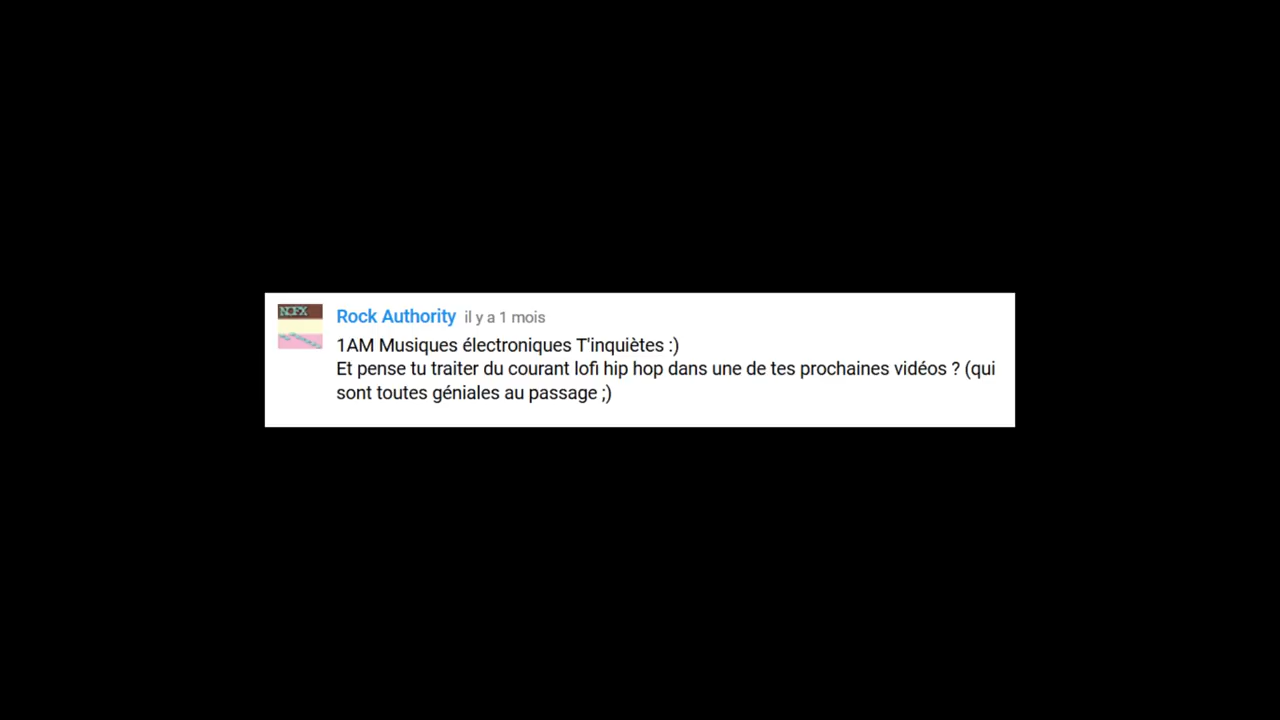 NOFX
Rock Authority il y a 1 mois
1AM Musiques électroniques T'inquiètes :)
Et pense tu traiter du courant lofi hip hop dans une de tes prochaines vidéos ? (qui
sont toutes géniales au passage ;)